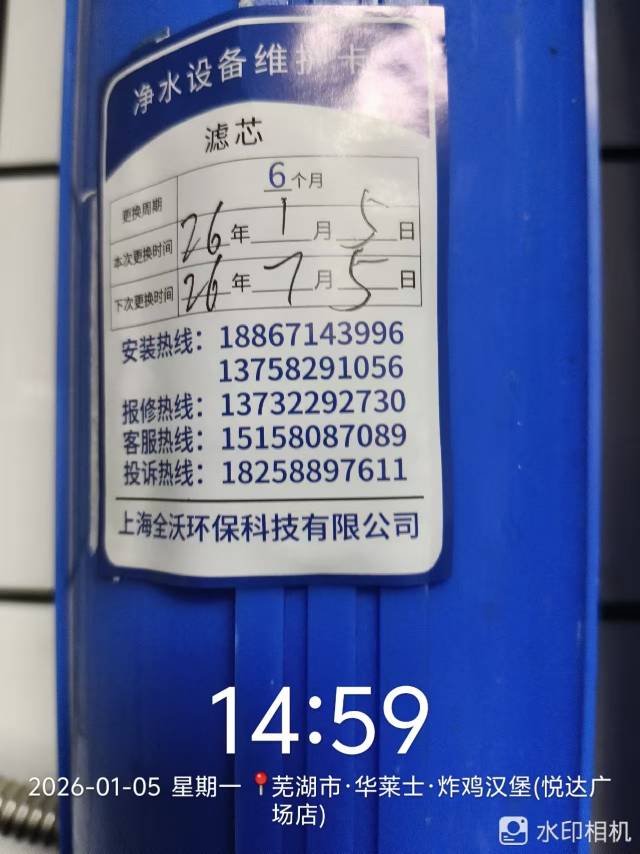 净水设备维护卡
滤芯
更换周期 6个月
本次更换时间 26年1月5日
下次更换时间 26年7月5日
安装热线：18867143996
13758291056
报修热线：13732292730
客服热线：15158087089
投诉热线：18258897611
上海全沃环保科技有限公司
14:59
2026-01-05 星期一 芜湖市·华莱士·炸鸡汉堡(悦达广
场店)
水印相机